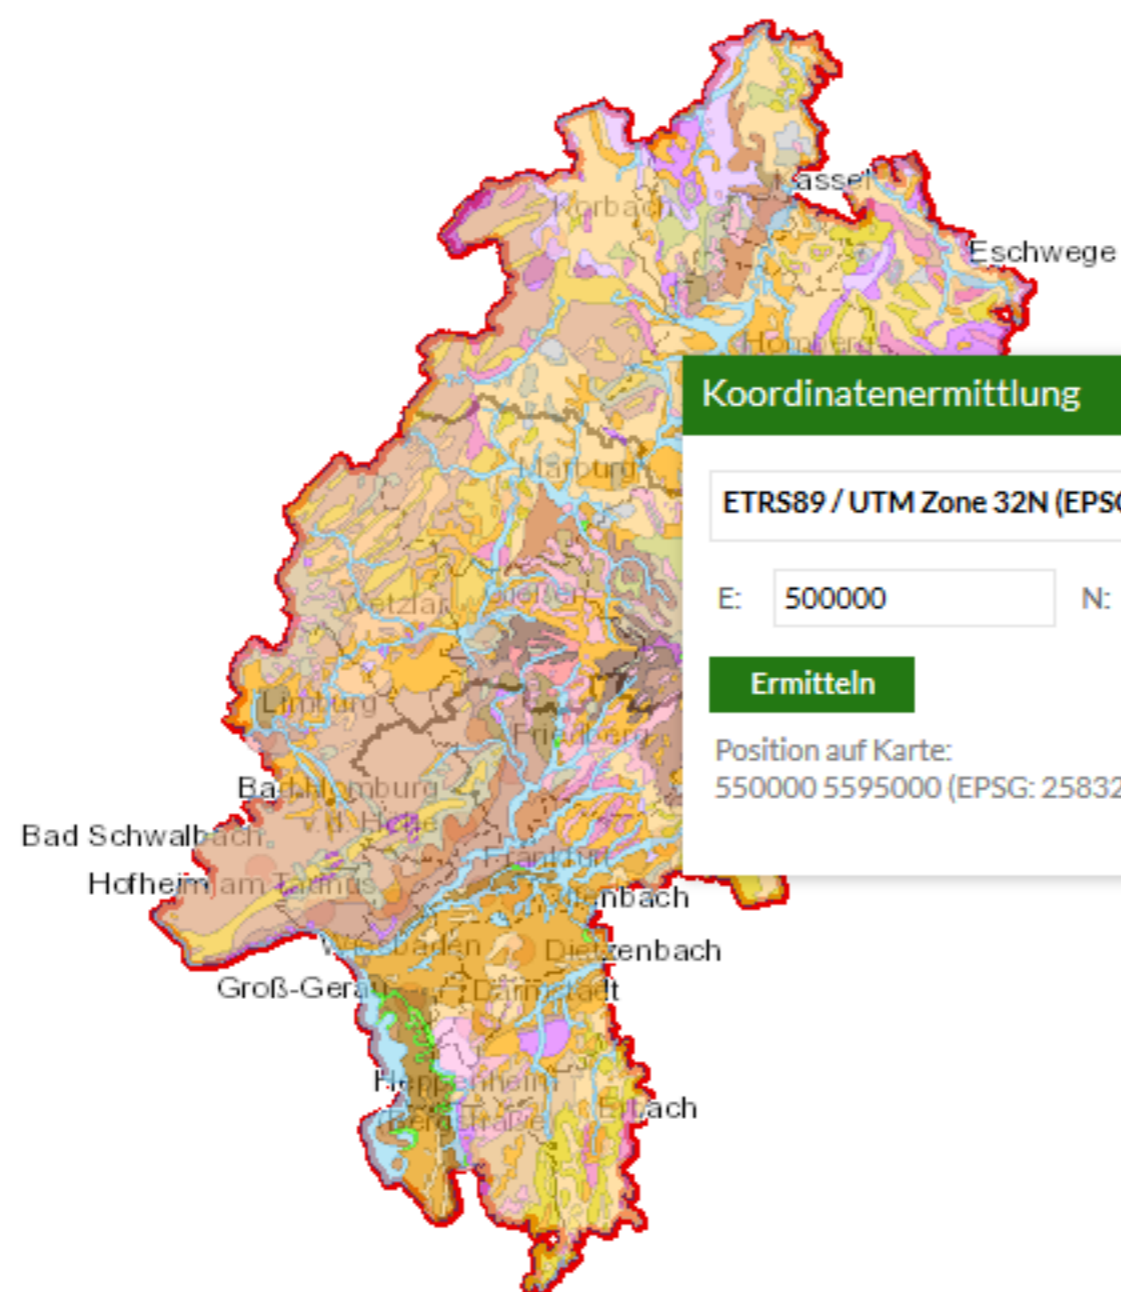 Kassel
Korbach
Eschwege
Homberg
Koordinatenermittlung
Marburg
ETRS89 / UTM Zone 32N (EPSG
E: 500000 N:
Wetzlar Gießen
Ermitteln
Limburg
Friedberg
Position auf Karte:
550000 5595000 (EPSG: 25832
Bad Homburg
v.d. Höhe
Bad Schwalbach
Frankfurt
Hofheim am Taunus
Offenbach
Wiesbaden
Dietzenbach
Groß-Gerau
Darmstadt
Heppenheim
(Bergstraße
Erbach